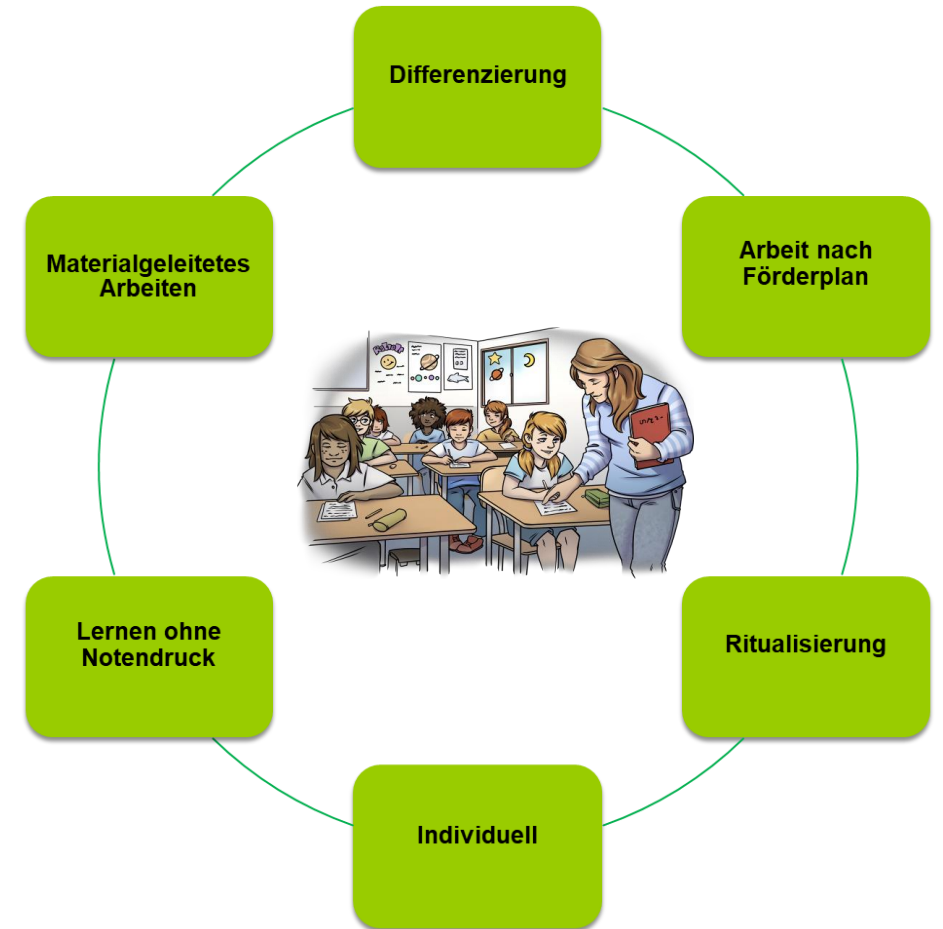 Differenzierung
Arbeit nach
Förderplan
Ritualisierung
Individuell
Lernen ohne
Notendruck
Materialgeleitetes
Arbeiten